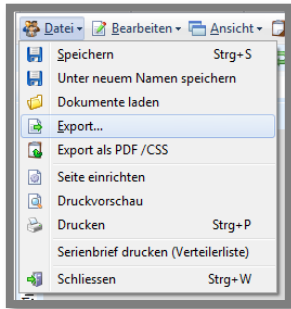 Datei Bearbeiten Ansicht
Speichern Strg+S
Unter neuem Namen speichern
Dokumente laden
Export...
Export als PDF /CSS
Seite einrichten
Druckvorschau
Drucken Strg+P
Serienbrief drucken (Verteilerliste)
Schliessen Strg+W